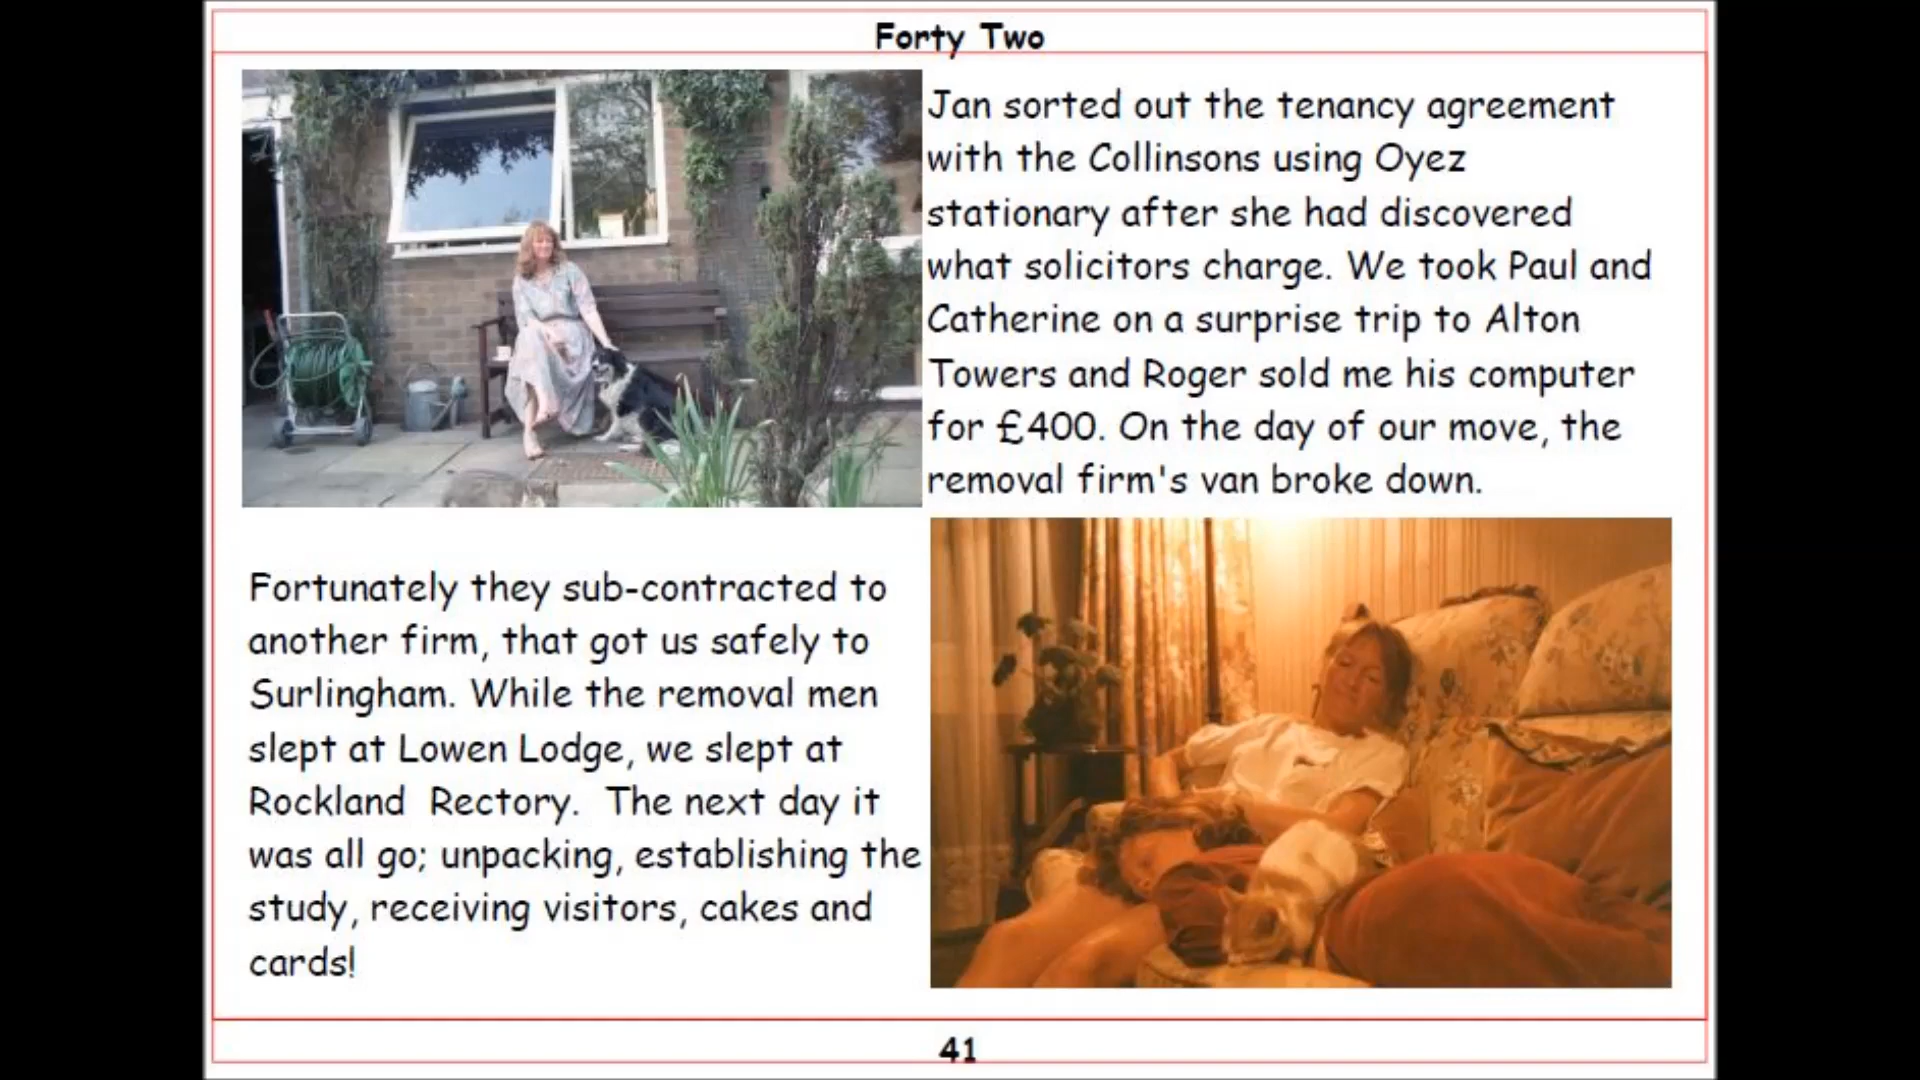 Forty Two
Jan sorted out the tenancy agreement
with the Collinsons using Oyez
stationary after she had discovered
what solicitors charge. We took Paul and
Catherine on a surprise trip to Alton
Towers and Roger sold me his computer
for £400. On the day of our move, the
removal firm's van broke down.
Fortunately they sub-contracted to
another firm, that got us safely to
Surlingham. While the removal men
slept at Lowen Lodge, we slept at
Rockland  Rectory.  The next day it
was all go; unpacking, establishing the
study, receiving visitors, cakes and
cards!
41